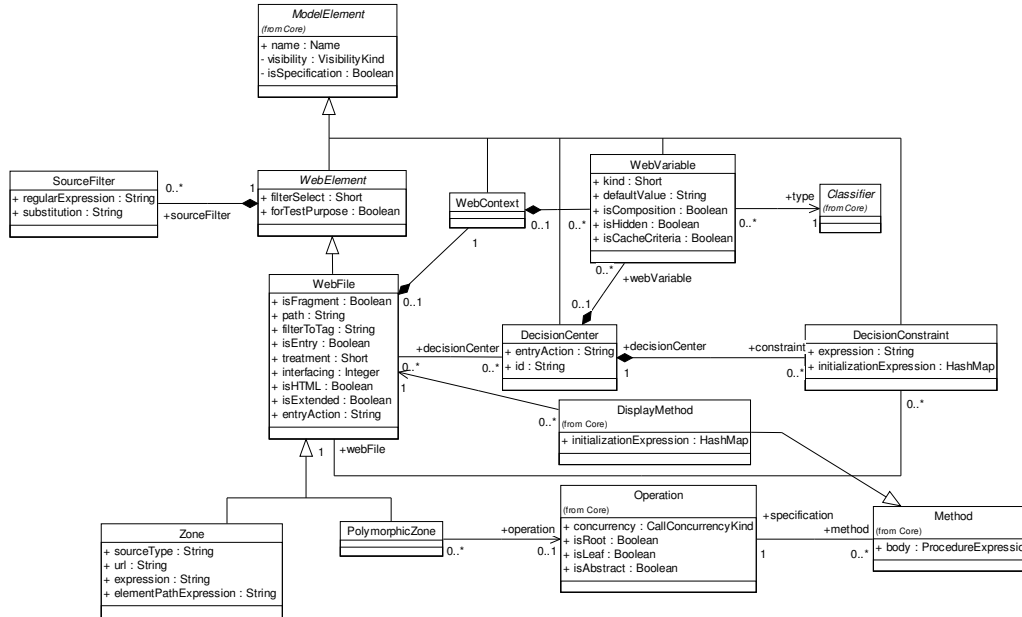 ModelElement
(from Core)
+ name : Name
- visibility : VisibilityKind
- isSpecification : Boolean
SourceFilter
+ regularExpression : String
+ substitution : String
0..*
1
+sourceFilter
WebElement
+ filterSelect : Short
+ forTestPurpose : Boolean
WebContext
0..1
0..*
1
WebVariable
+ kind : Short
+ defaultValue : String
+ isComposition : Boolean
+ isHidden : Boolean
+ isCacheCriteria : Boolean
+type
0..*
1
Classifier
(from Core)
0..*
+webVariable
0..1
WebFile
+ isFragment : Boolean
+ path : String
+ filterToTag : String
+ isEntry : Boolean
+ treatment : Short
+ interfacing : Integer
+ isHTML : Boolean
+ isExtended : Boolean
+ entryAction : String
0..1
+decisionCenter
0..*
0..*
1
DecisionCenter
+ entryAction : String
+ id : String
+decisionCenter
1
+constraint
0..*
DecisionConstraint
+ expression : String
+ initializationExpression : HashMap
0..*
DisplayMethod
(from Core)
+ initializationExpression : HashMap
0..*
1
+webFile
Zone
+ sourceType : String
+ url : String
+ expression : String
+ elementPathExpression : String
PolymorphicZone
+operation
0..*
0..1
Operation
(from Core)
+ concurrency : CallConcurrencyKind
+ isRoot : Boolean
+ isLeaf : Boolean
+ isAbstract : Boolean
+specification
+method
1
0..*
Method
(from Core)
+ body : ProcedureExpressio